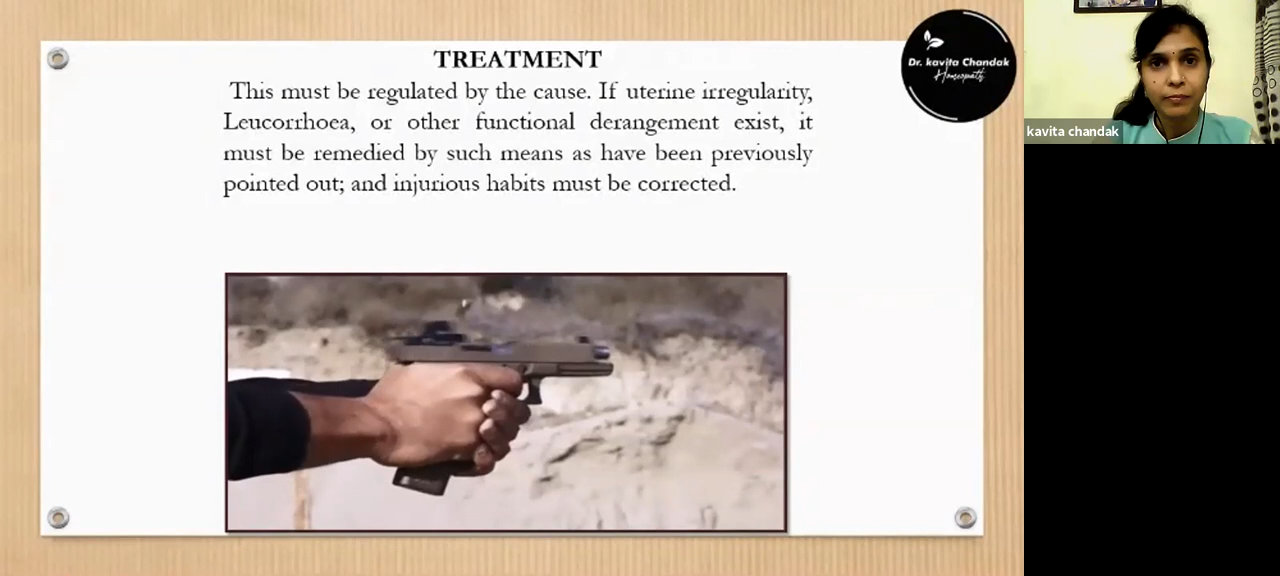 TREATMENT
This must be regulated by the cause. If uterine irregularity,
Leucorrhoea, or other functional derangement exist, it
must be remedied by such means as have been previously
pointed out; and injurious habits must be corrected.
Dr. kavita Chandak
Homeopath
kavita chandak